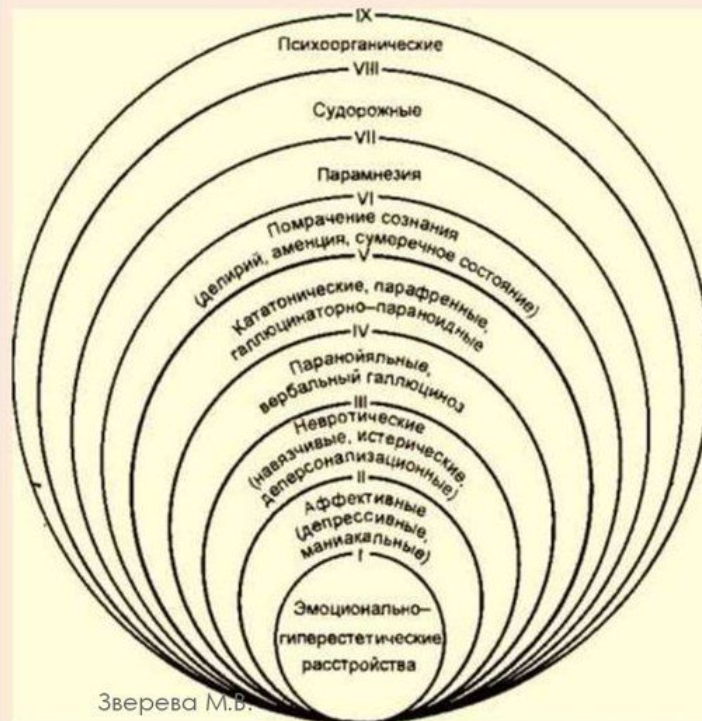 IX
Психоорганические
VIII
Судорожные
VII
Парамнезия
VI
Помрачение сознания
(делирий, аменция, сумеречное состояние)
V
Кататонические, парафренные,
галлюцинаторно-параноидные
IV
Паранойяльные,
вербальный галлюциноз
III
Невротические
(навязчивые, истерические,
деперсонализационные)
II
Аффективные
(депрессивные,
маниакальные)
I
Эмоционально-
гиперестетические
расстройства
Зверева М.В.